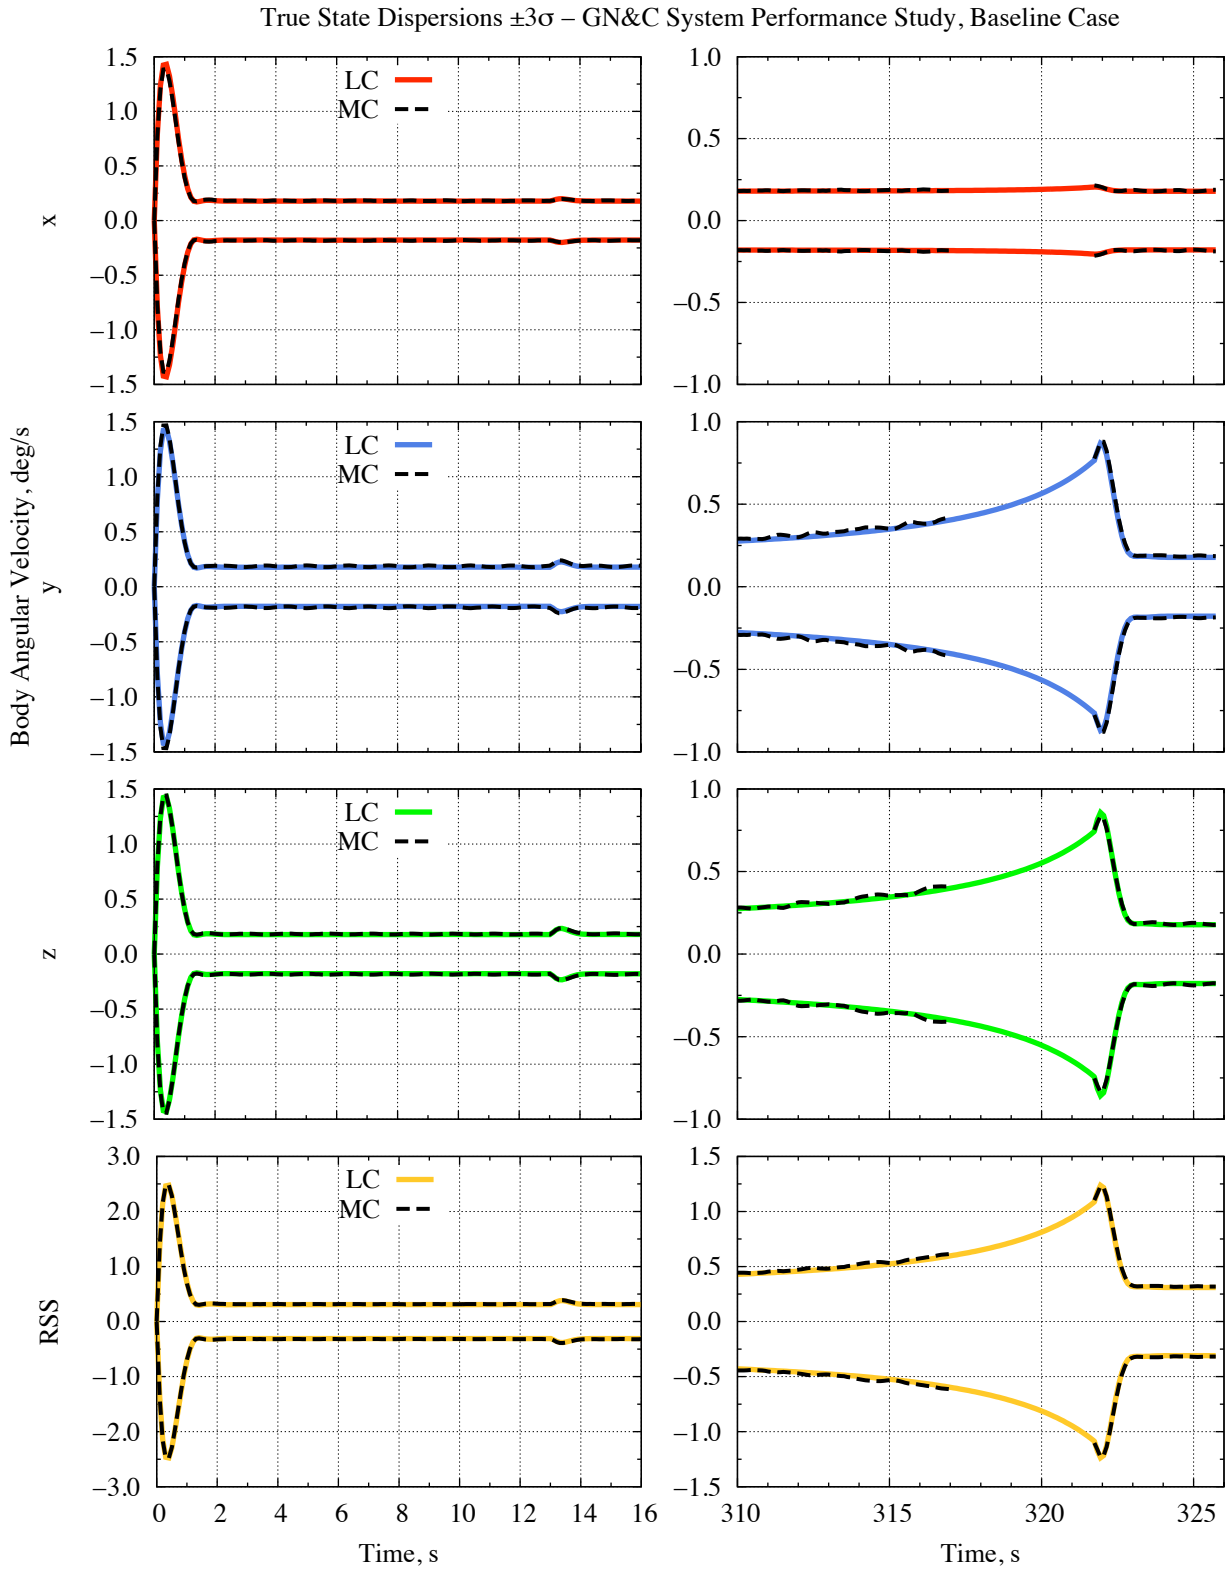 True State Dispersions ±3σ – GN&C System Performance Study, Baseline Case
Body Angular Velocity, deg/s
x
1.5
1.0
0.5
0.0
–0.5
–1.0
–1.5
LC
MC
1.0
0.5
0.0
–0.5
–1.0
y
1.5
1.0
0.5
0.0
–0.5
–1.0
–1.5
LC
MC
1.0
0.5
0.0
–0.5
–1.0
z
1.5
1.0
0.5
0.0
–0.5
–1.0
–1.5
LC
MC
1.0
0.5
0.0
–0.5
–1.0
RSS
3.0
2.0
1.0
0.0
–1.0
–2.0
–3.0
LC
MC
0 2 4 6 8 10 12 14 16
Time, s
1.5
1.0
0.5
0.0
–0.5
–1.0
–1.5
310 315 320 325
Time, s